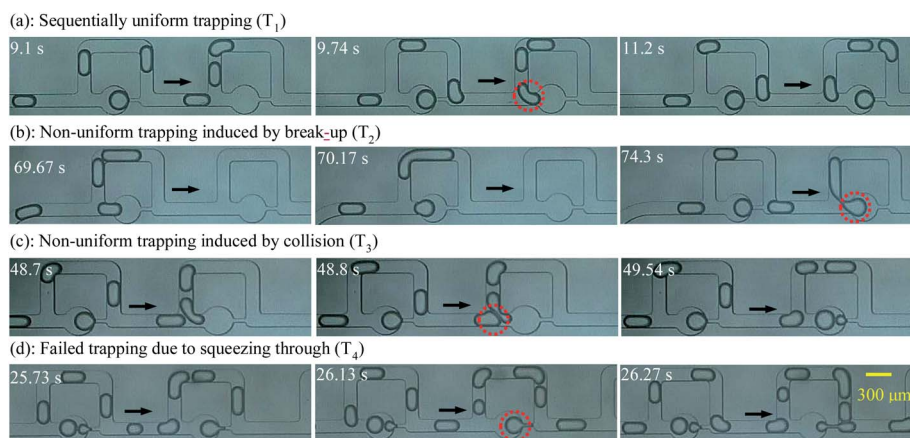 (a): Sequentially uniform trapping (T₁)
9.1 s 9.74 s 11.2 s
(b): Non-uniform trapping induced by break-up (T₂)
69.67 s 70.17 s 74.3 s
(c): Non-uniform trapping induced by collision (T₃)
48.7 s 48.8 s 49.54 s
(d): Failed trapping due to squeezing through (T₄)
25.73 s 26.13 s 26.27 s
300 μm